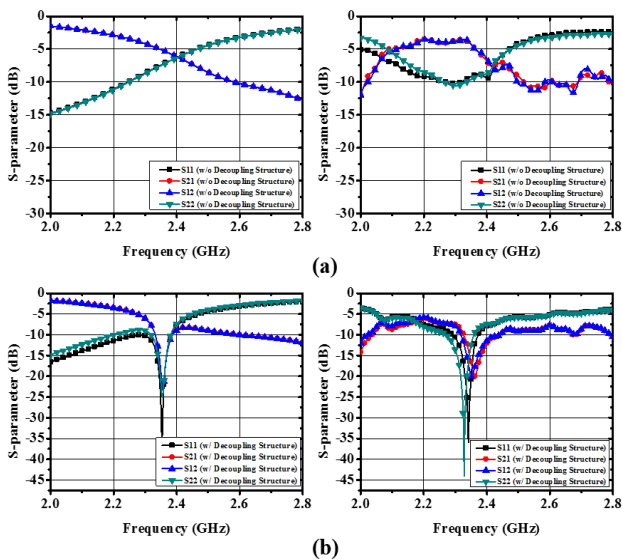 (a)
S-parameter (dB)
0
-5
-10
-15
-20
-25
-30
S11 (w/o Decoupling Structure)
S21 (w/o Decoupling Structure)
S12 (w/o Decoupling Structure)
S22 (w/o Decoupling Structure)
2.0 2.2 2.4 2.6 2.8
Frequency (GHz)
S-parameter (dB)
0
-5
-10
-15
-20
-25
-30
S11 (w/o Decoupling Structure)
S21 (w/o Decoupling Structure)
S12 (w/o Decoupling Structure)
S22 (w/o Decoupling Structure)
2.0 2.2 2.4 2.6 2.8
Frequency (GHz)
(b)
S-parameter (dB)
0
-5
-10
-15
-20
-25
-30
-35
-40
-45
S11 (w/ Decoupling Structure)
S21 (w/ Decoupling Structure)
S12 (w/ Decoupling Structure)
S22 (w/ Decoupling Structure)
2.0 2.2 2.4 2.6 2.8
Frequency (GHz)
S-parameter (dB)
0
-5
-10
-15
-20
-25
-30
-35
-40
-45
S11 (w/ Decoupling Structure)
S21 (w/ Decoupling Structure)
S12 (w/ Decoupling Structure)
S22 (w/ Decoupling Structure)
2.0 2.2 2.4 2.6 2.8
Frequency (GHz)